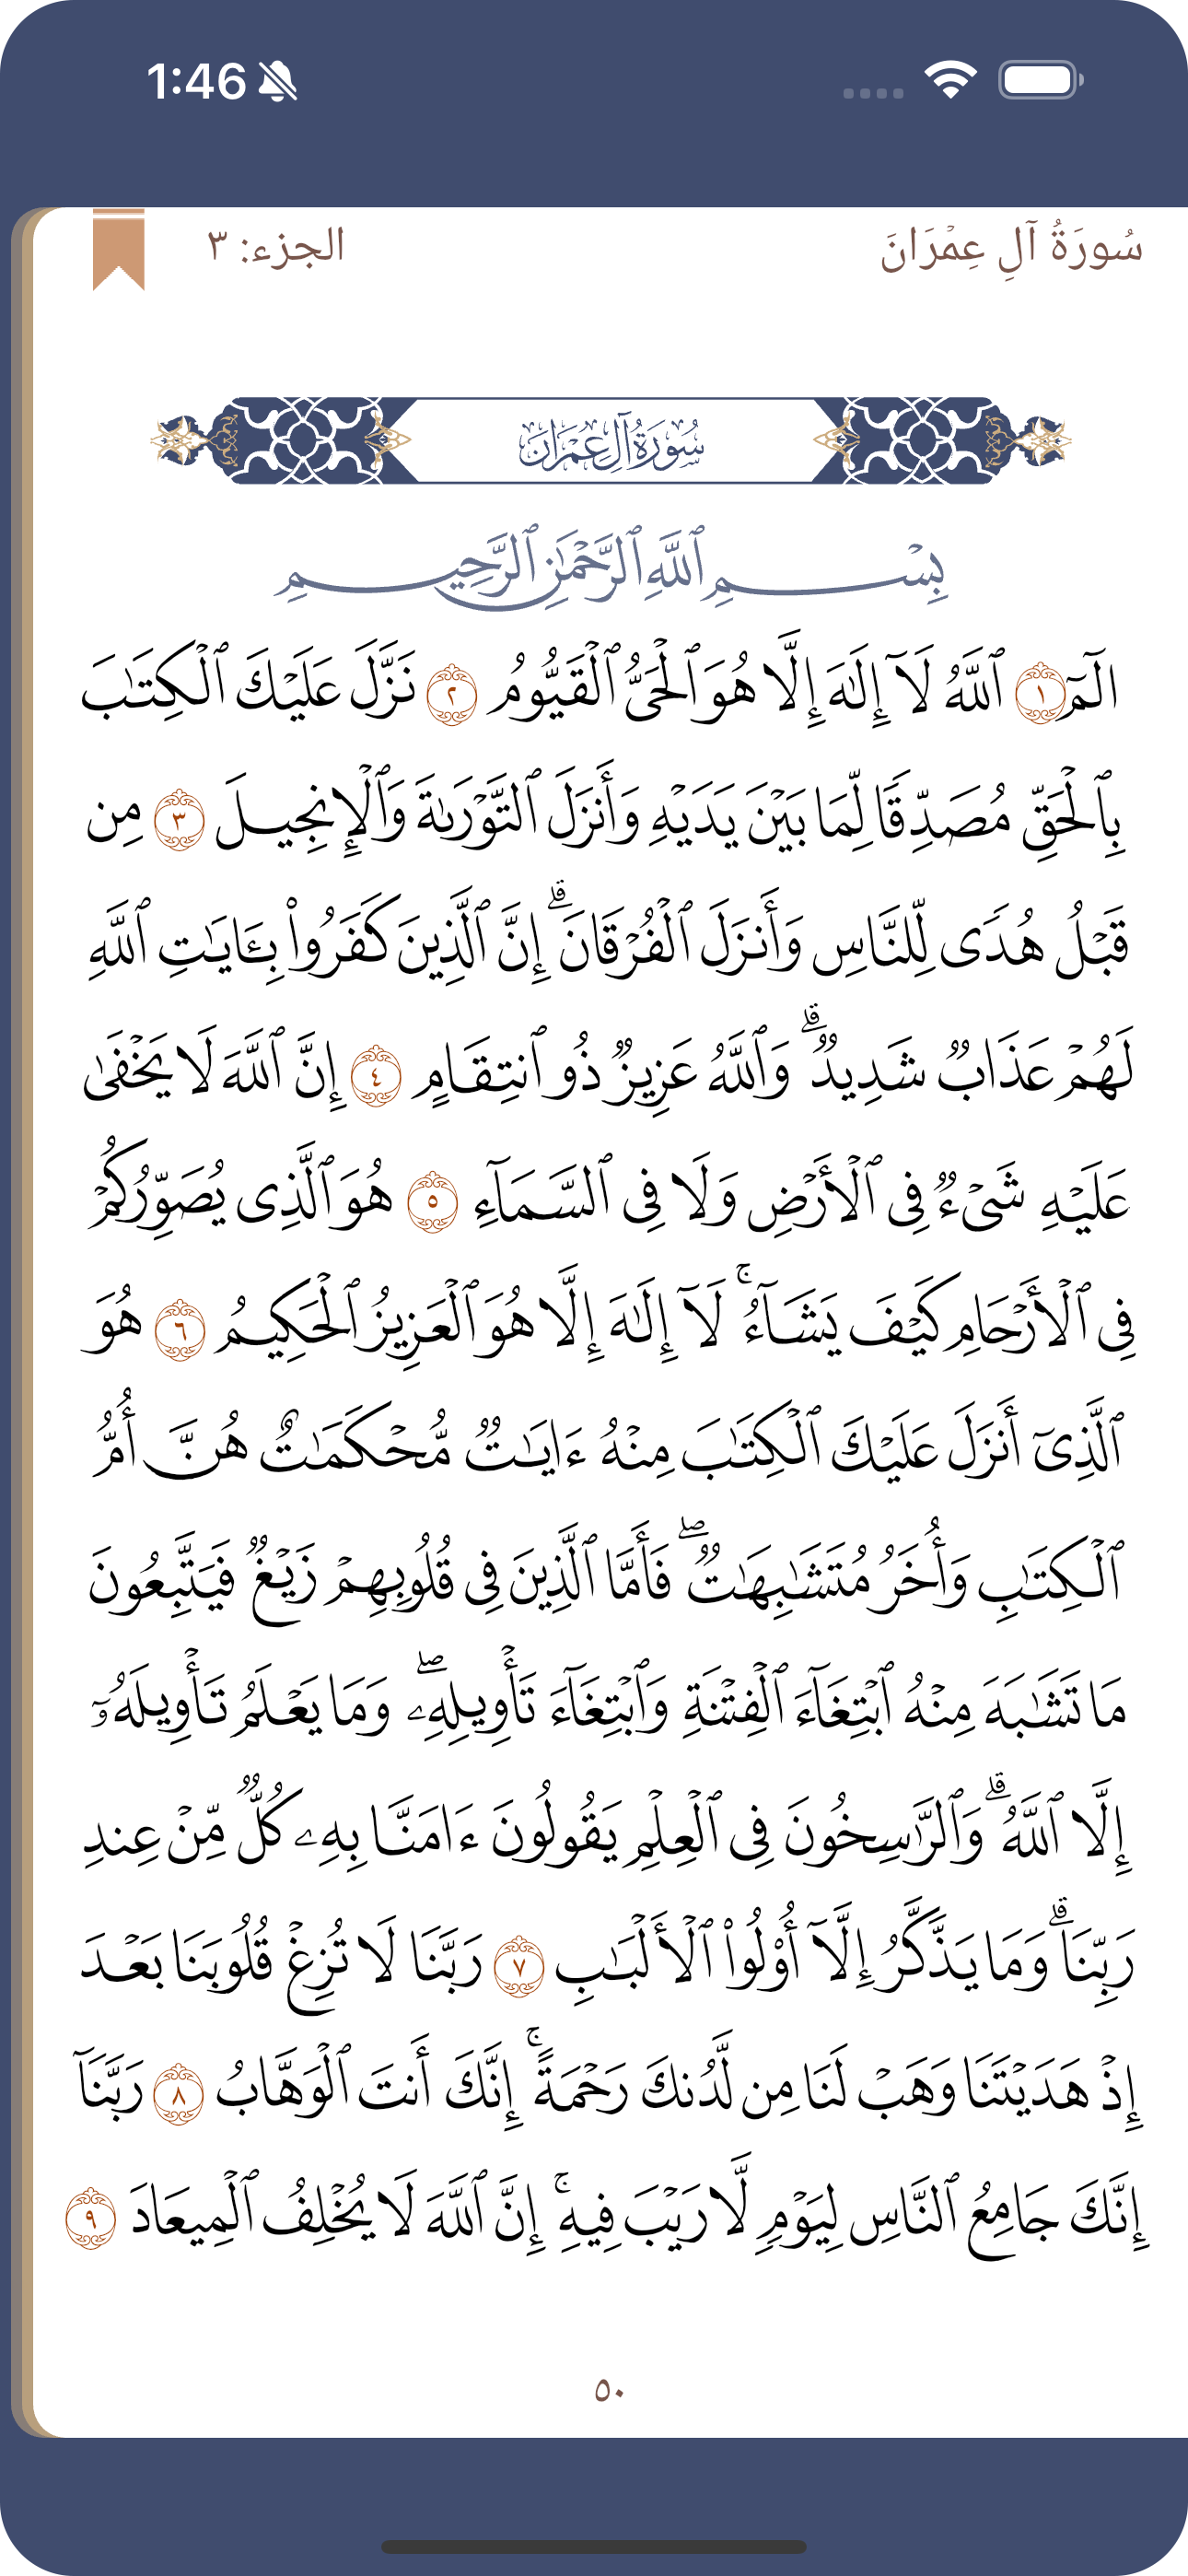 1:46
سُورَةُ آلِ عِمْرَانَ الجزء: ٣
سُورَةُ آلِ عِمْرَان
بِسْمِ ٱللَّهِ ٱلرَّحْمَٰنِ ٱلرَّحِيمِ
الٓمٓ ١ ٱللَّهُ لَآ إِلَٰهَ إِلَّا هُوَ ٱلْحَىُّ ٱلْقَيُّومُ ٢ نَزَّلَ عَلَيْكَ ٱلْكِتَٰبَ
بِٱلْحَقِّ مُصَدِّقًا لِّمَا بَيْنَ يَدَيْهِ وَأَنزَلَ ٱلتَّوْرَىٰةَ وَٱلْإِنجِيلَ ٣ مِن
قَبْلُ هُدًى لِّلنَّاسِ وَأَنزَلَ ٱلْفُرْقَانَ ۗ إِنَّ ٱلَّذِينَ كَفَرُوا۟ بِـَٔايَٰتِ ٱللَّهِ
لَهُمْ عَذَابٌ شَدِيدٌ ۗ وَٱللَّهُ عَزِيزٌ ذُو ٱنتِقَامٍ ٤ إِنَّ ٱللَّهَ لَا يَخْفَىٰ
عَلَيْهِ شَىْءٌ فِى ٱلْأَرْضِ وَلَا فِى ٱلسَّمَآءِ ٥ هُوَ ٱلَّذِى يُصَوِّرُكُمْ
فِى ٱلْأَرْحَامِ كَيْفَ يَشَآءُ ۚ لَآ إِلَٰهَ إِلَّا هُوَ ٱلْعَزِيزُ ٱلْحَكِيمُ ٦ هُوَ
ٱلَّذِىٓ أَنزَلَ عَلَيْكَ ٱلْكِتَٰبَ مِنْهُ ءَايَٰتٌ مُّحْكَمَٰتٌ هُنَّ أُمُّ
ٱلْكِتَٰبِ وَأُخَرُ مُتَشَٰبِهَٰتٌ ۖ فَأَمَّا ٱلَّذِينَ فِى قُلُوبِهِمْ زَيْغٌ فَيَتَّبِعُونَ
مَا تَشَٰبَهَ مِنْهُ ٱبْتِغَآءَ ٱلْفِتْنَةِ وَٱبْتِغَآءَ تَأْوِيلِهِۦ ۖ وَمَا يَعْلَمُ تَأْوِيلَهُۥٓ
إِلَّا ٱللَّهُ ۗ وَٱلرَّٰسِخُونَ فِى ٱلْعِلْمِ يَقُولُونَ ءَامَنَّا بِهِۦ كُلٌّ مِّنْ عِندِ
رَبِّنَا ۗ وَمَا يَذَّكَّرُ إِلَّآ أُو۟لُوا۟ ٱلْأَلْبَٰبِ ٧ رَبَّنَا لَا تُزِغْ قُلُوبَنَا بَعْدَ
إِذْ هَدَيْتَنَا وَهَبْ لَنَا مِن لَّدُنكَ رَحْمَةً ۚ إِنَّكَ أَنتَ ٱلْوَهَّابُ ٨ رَبَّنَآ
إِنَّكَ جَامِعُ ٱلنَّاسِ لِيَوْمٍ لَّا رَيْبَ فِيهِ ۚ إِنَّ ٱللَّهَ لَا يُخْلِفُ ٱلْمِيعَادَ ٩
٥٠